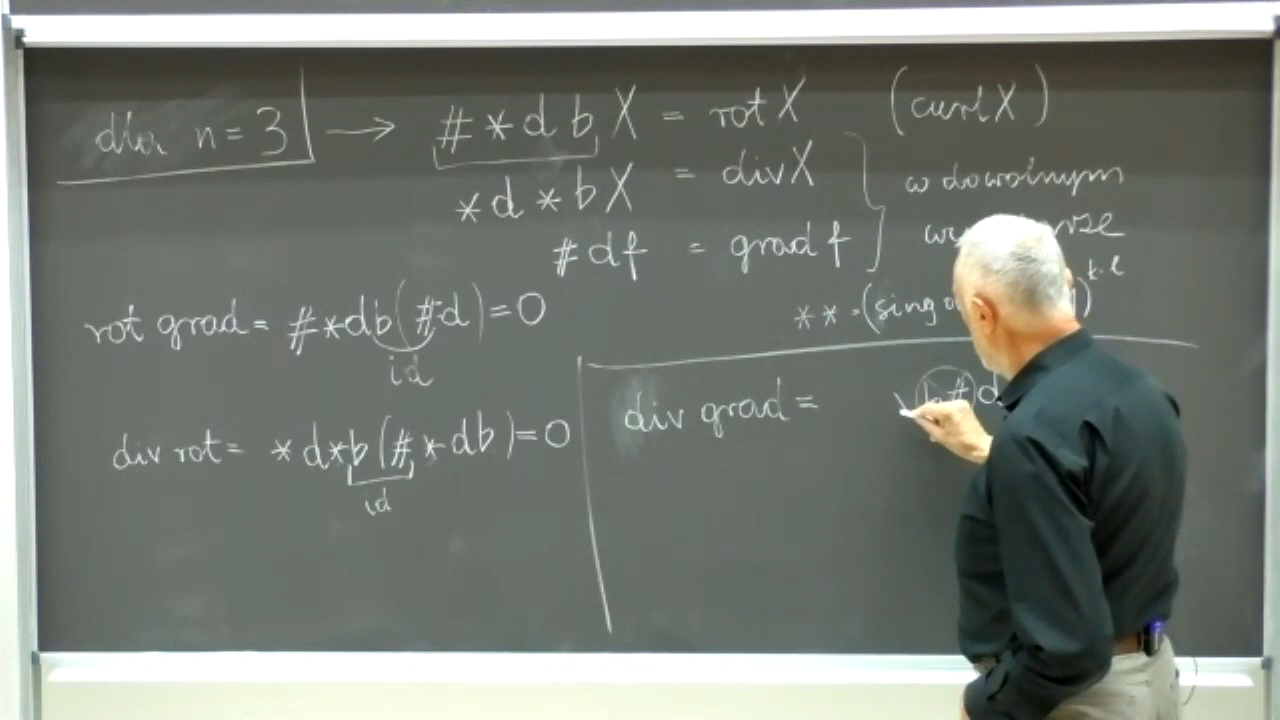 dla n=3 → # * d b X = rot X (curl X)
* d * b X = div X } w dowolnym
# df = grad f
rot grad = # * db (#d) = 0
id
** = (sing
)^{k·l}
div rot = * d * b (# * db) = 0
id
div grad = b # d